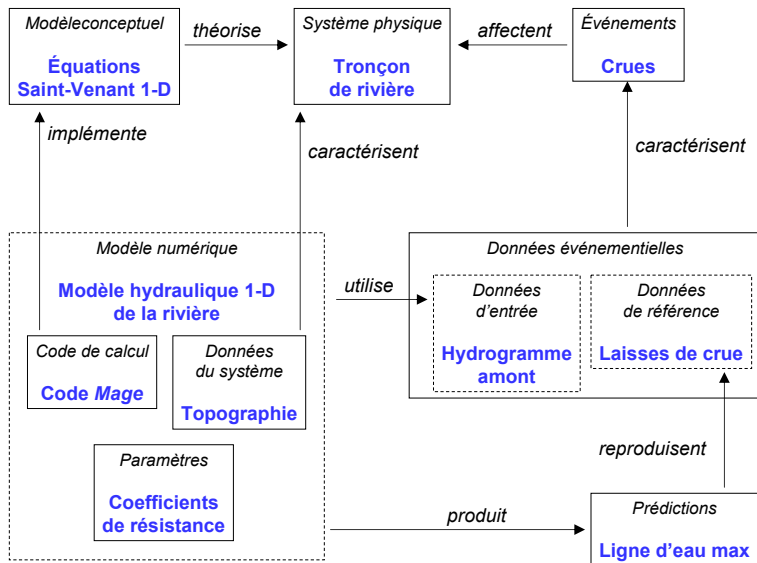 Modèleconceptuel
Équations
Saint-Venant 1-D
théorise
Système physique
Tronçon
de rivière
affectent
Événements
Crues
implémente
caractérisent
caractérisent
Modèle numérique
Modèle hydraulique 1-D
de la rivière
Code de calcul
Code Mage
Données
du système
Topographie
Paramètres
Coefficients
de résistance
utilise
Données événementielles
Données
d'entrée
Hydrogramme
amont
Données
de référence
Laisses de crue
reproduisent
produit
Prédictions
Ligne d'eau max